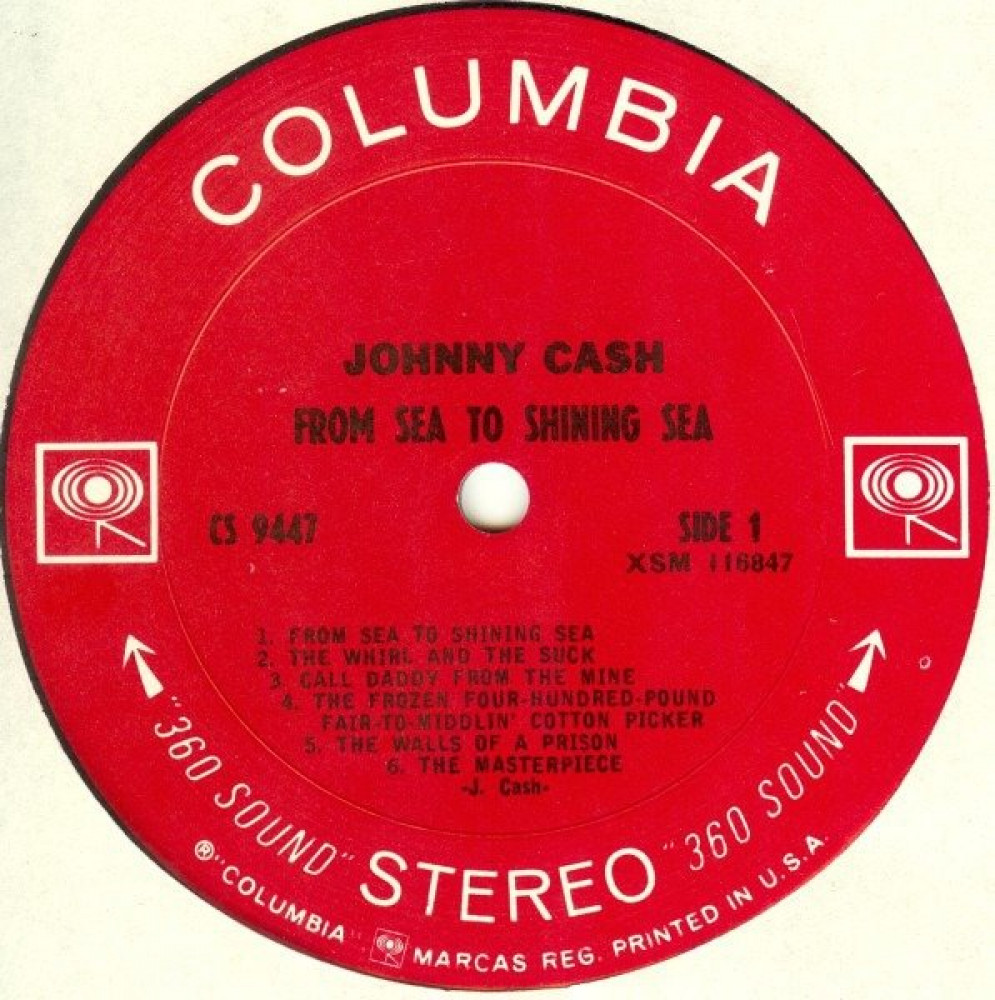 COLUMBIA
JOHNNY CASH
FROM SEA TO SHINING SEA
CS 9447
SIDE 1
XSM 116847
1. FROM SEA TO SHINING SEA
2. THE WHIRL AND THE SUCK
3. CALL DADDY FROM THE MINE
4. THE FROZEN FOUR-HUNDRED-POUND
FAIR-TO-MIDDLIN' COTTON PICKER
5. THE WALLS OF A PRISON
6. THE MASTERPIECE
-J. Cash-
"360 SOUND" STEREO "360 SOUND"
®"COLUMBIA" MARCAS REG. PRINTED IN U.S.A.